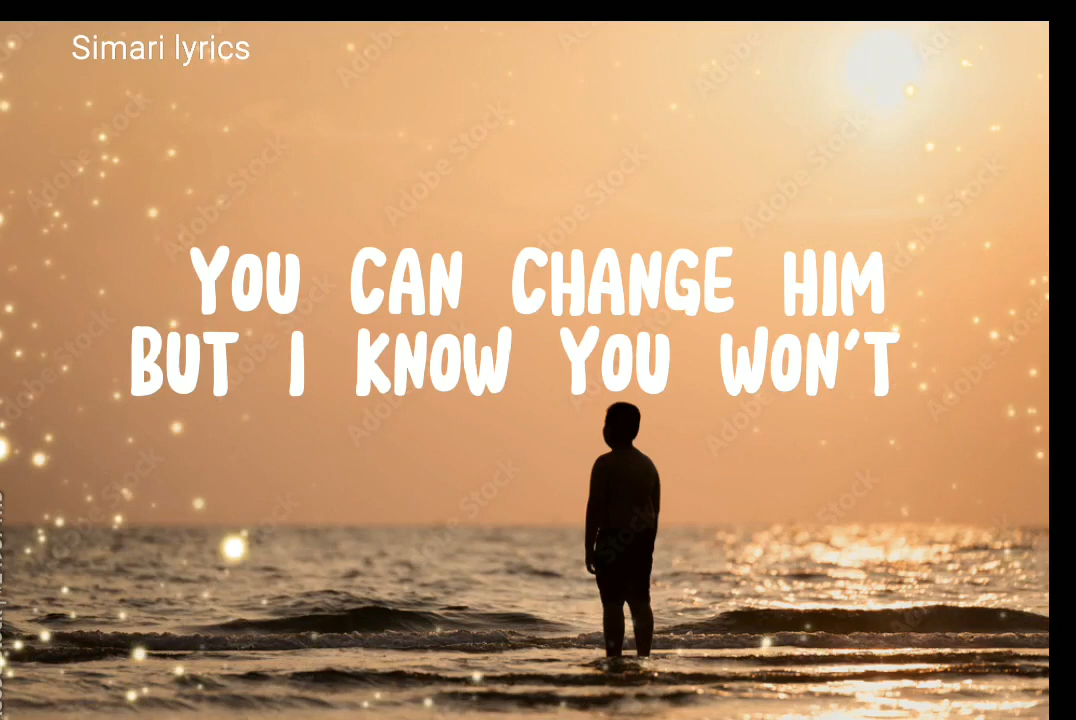 Simari lyrics
YOU CAN CHANGE HIM
BUT I KNOW YOU WON'T
Adobe Stock